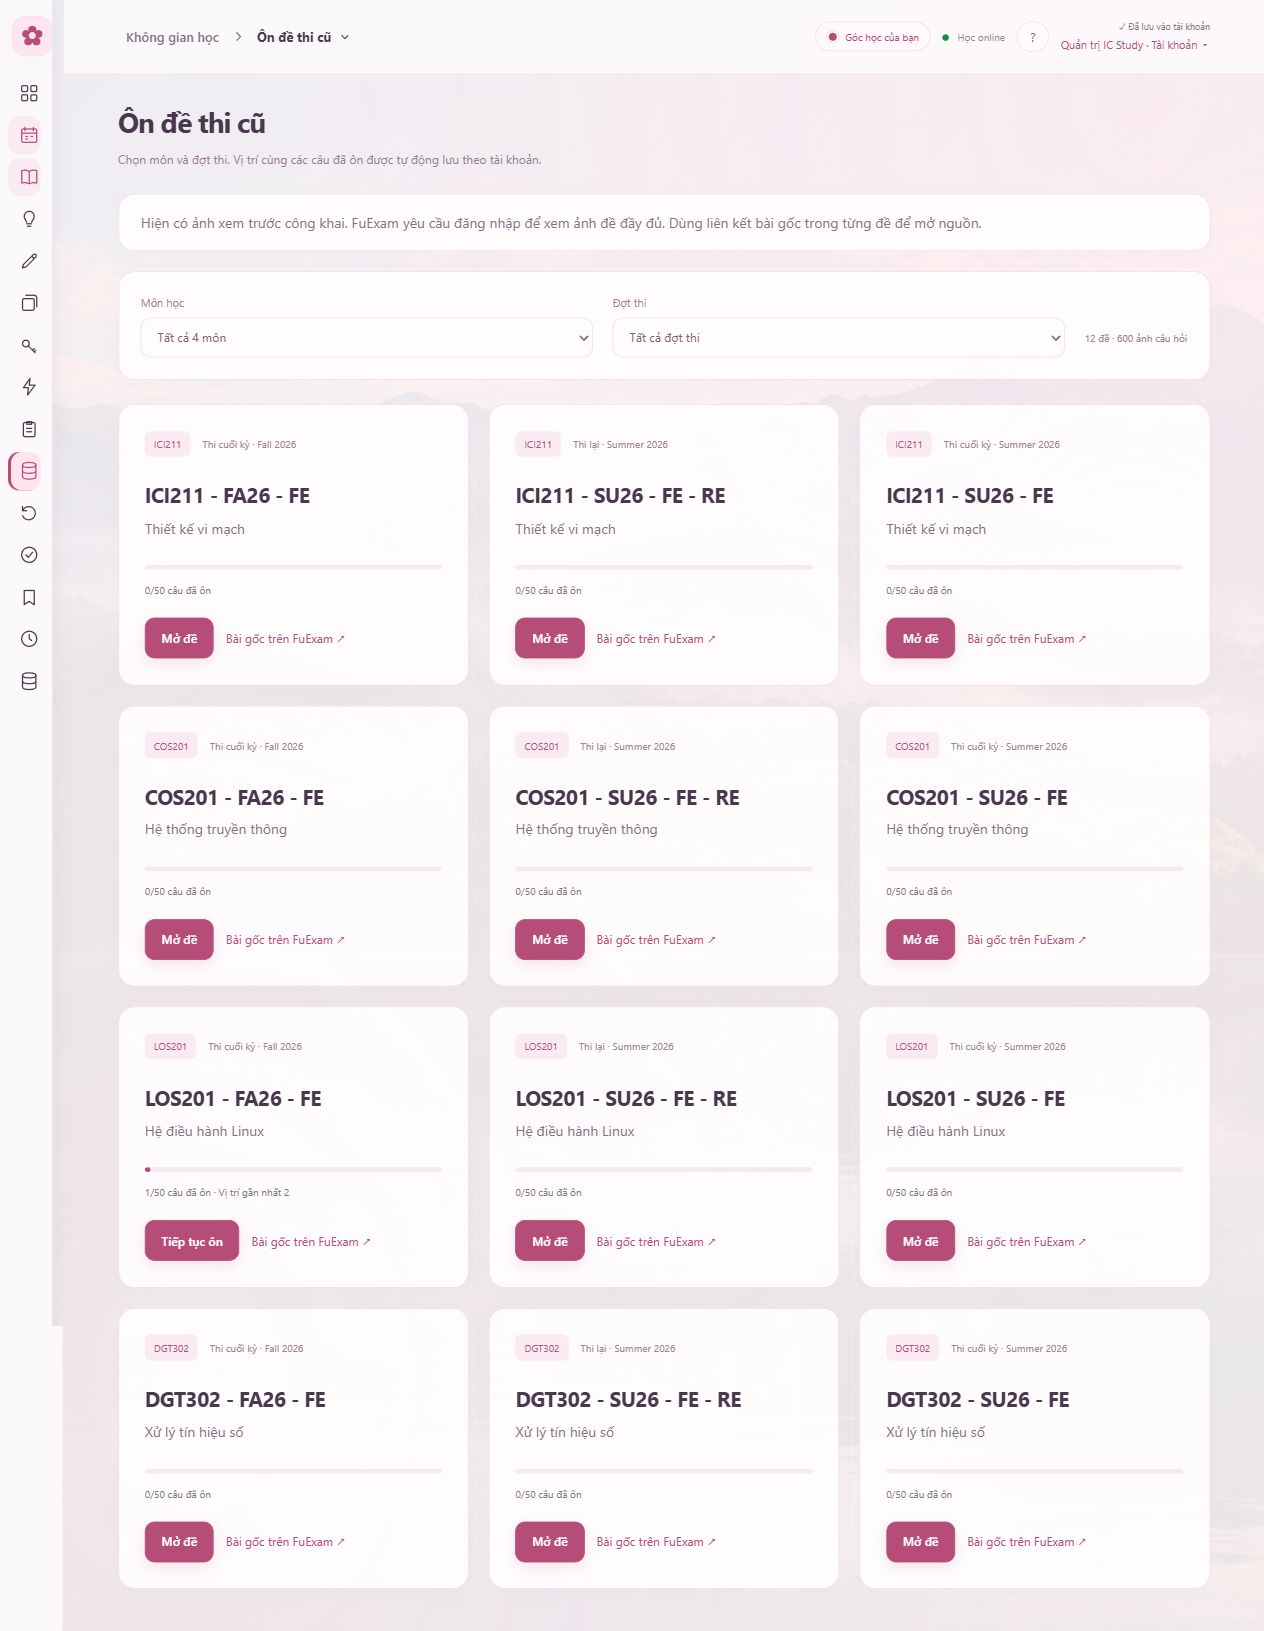 Không gian học
Ôn đề thi cũ
Góc học của bạn
Học online
?
✓ Đã lưu vào tài khoản
Quản trị IC Study · Tài khoản
Ôn đề thi cũ
Chọn môn và đợt thi. Vị trí cùng các câu đã ôn được tự động lưu theo tài khoản.
Hiện có ảnh xem trước công khai. FuExam yêu cầu đăng nhập để xem ảnh đề đầy đủ. Dùng liên kết bài gốc trong từng đề để mở nguồn.
Môn học
Tất cả 4 môn
Đợt thi
Tất cả đợt thi
12 đề · 600 ảnh câu hỏi
ICI211 Thi cuối kỳ · Fall 2026
ICI211 - FA26 - FE
Thiết kế vi mạch
0/50 câu đã ôn
Mở đề Bài gốc trên FuExam ↗
ICI211 Thi lại · Summer 2026
ICI211 - SU26 - FE - RE
Thiết kế vi mạch
0/50 câu đã ôn
Mở đề Bài gốc trên FuExam ↗
ICI211 Thi cuối kỳ · Summer 2026
ICI211 - SU26 - FE
Thiết kế vi mạch
0/50 câu đã ôn
Mở đề Bài gốc trên FuExam ↗
COS201 Thi cuối kỳ · Fall 2026
COS201 - FA26 - FE
Hệ thống truyền thông
0/50 câu đã ôn
Mở đề Bài gốc trên FuExam ↗
COS201 Thi lại · Summer 2026
COS201 - SU26 - FE - RE
Hệ thống truyền thông
0/50 câu đã ôn
Mở đề Bài gốc trên FuExam ↗
COS201 Thi cuối kỳ · Summer 2026
COS201 - SU26 - FE
Hệ thống truyền thông
0/50 câu đã ôn
Mở đề Bài gốc trên FuExam ↗
LOS201 Thi cuối kỳ · Fall 2026
LOS201 - FA26 - FE
Hệ điều hành Linux
1/50 câu đã ôn · Vị trí gần nhất 2
Tiếp tục ôn Bài gốc trên FuExam ↗
LOS201 Thi lại · Summer 2026
LOS201 - SU26 - FE - RE
Hệ điều hành Linux
0/50 câu đã ôn
Mở đề Bài gốc trên FuExam ↗
LOS201 Thi cuối kỳ · Summer 2026
LOS201 - SU26 - FE
Hệ điều hành Linux
0/50 câu đã ôn
Mở đề Bài gốc trên FuExam ↗
DGT302 Thi cuối kỳ · Fall 2026
DGT302 - FA26 - FE
Xử lý tín hiệu số
0/50 câu đã ôn
Mở đề Bài gốc trên FuExam ↗
DGT302 Thi lại · Summer 2026
DGT302 - SU26 - FE - RE
Xử lý tín hiệu số
0/50 câu đã ôn
Mở đề Bài gốc trên FuExam ↗
DGT302 Thi cuối kỳ · Summer 2026
DGT302 - SU26 - FE
Xử lý tín hiệu số
0/50 câu đã ôn
Mở đề Bài gốc trên FuExam ↗